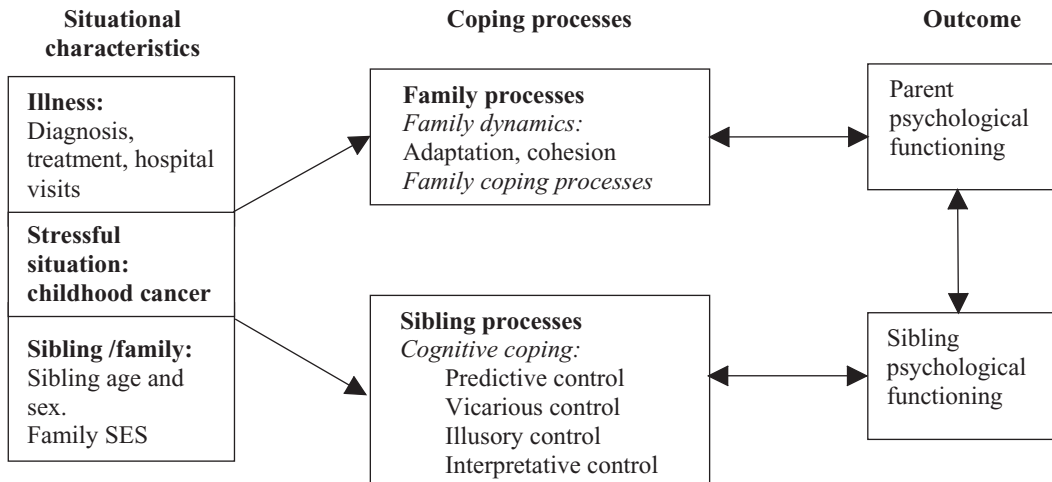 Situational
characteristics
Illness:
Diagnosis,
treatment, hospital
visits
Stressful
situation:
childhood cancer
Sibling /family:
Sibling age and
sex.
Family SES
Coping processes
Family processes
Family dynamics:
Adaptation, cohesion
Family coping processes
Sibling processes
Cognitive coping:
Predictive control
Vicarious control
Illusory control
Interpretative control
Outcome
Parent
psychological
functioning
Sibling
psychological
functioning